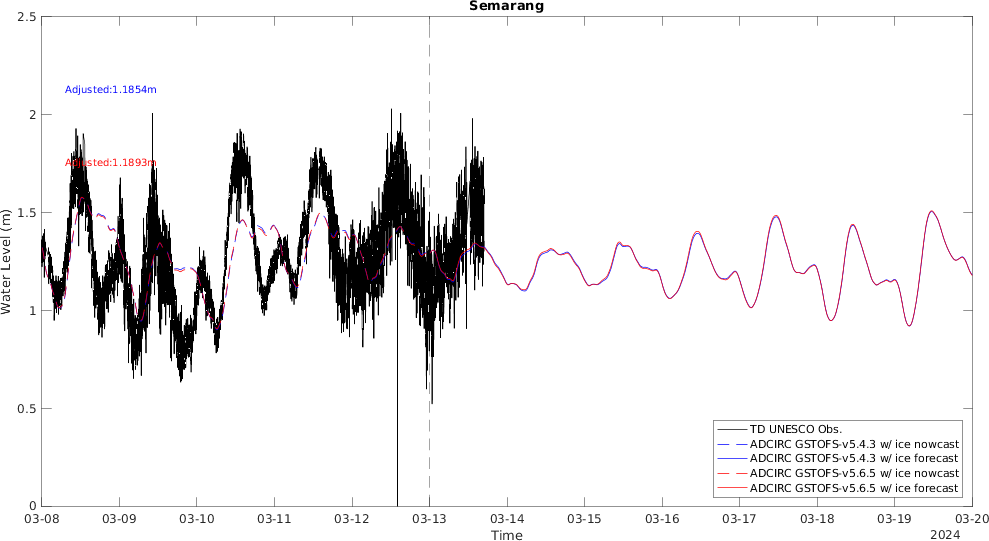 Semarang
2.5
Adjusted:1.1854m
2
Adjusted:1.1893m
1.5
Water Level (m)
1
0.5
0
TD UNESCO Obs.
ADCIRC GSTOFS-v5.4.3 w/ ice nowcast
ADCIRC GSTOFS-v5.4.3 w/ ice forecast
ADCIRC GSTOFS-v5.6.5 w/ ice nowcast
ADCIRC GSTOFS-v5.6.5 w/ ice forecast
03-08 03-09 03-10 03-11 03-12 03-13 03-14 03-15 03-16 03-17 03-18 03-19 03-20
Time
2024